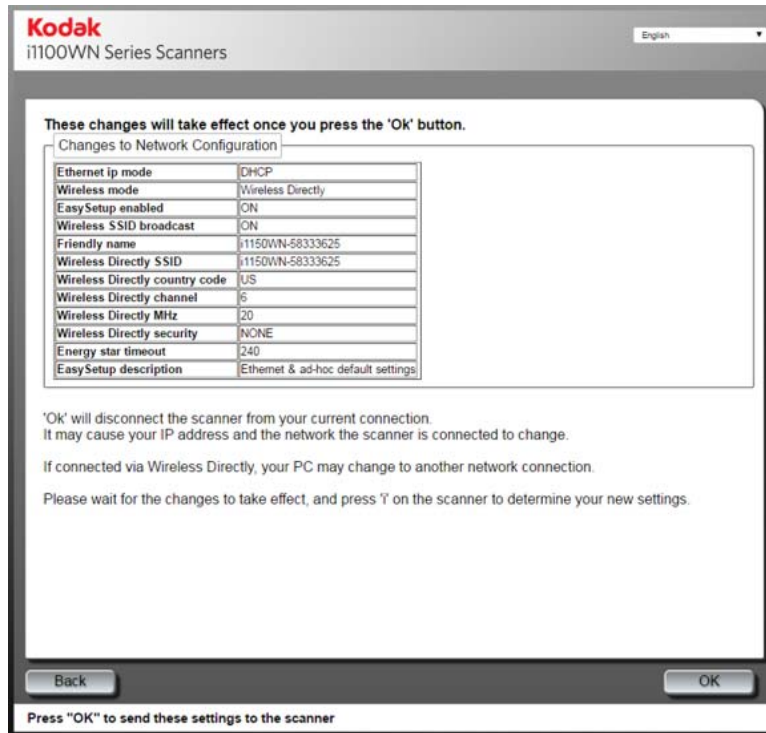 Kodak
i1100WN Series Scanners
English
These changes will take effect once you press the 'Ok' button.
Changes to Network Configuration
Ethernet ip mode DHCP
Wireless mode Wireless Directly
EasySetup enabled ON
Wireless SSID broadcast ON
Friendly name i1150WN-58333625
Wireless Directly SSID i1150WN-58333625
Wireless Directly country code US
Wireless Directly channel 6
Wireless Directly MHz 20
Wireless Directly security NONE
Energy star timeout 240
EasySetup description Ethernet & ad-hoc default settings
'Ok' will disconnect the scanner from your current connection.
It may cause your IP address and the network the scanner is connected to change.
If connected via Wireless Directly, your PC may change to another network connection.
Please wait for the changes to take effect, and press 'i' on the scanner to determine your new settings.
Back
OK
Press "OK" to send these settings to the scanner